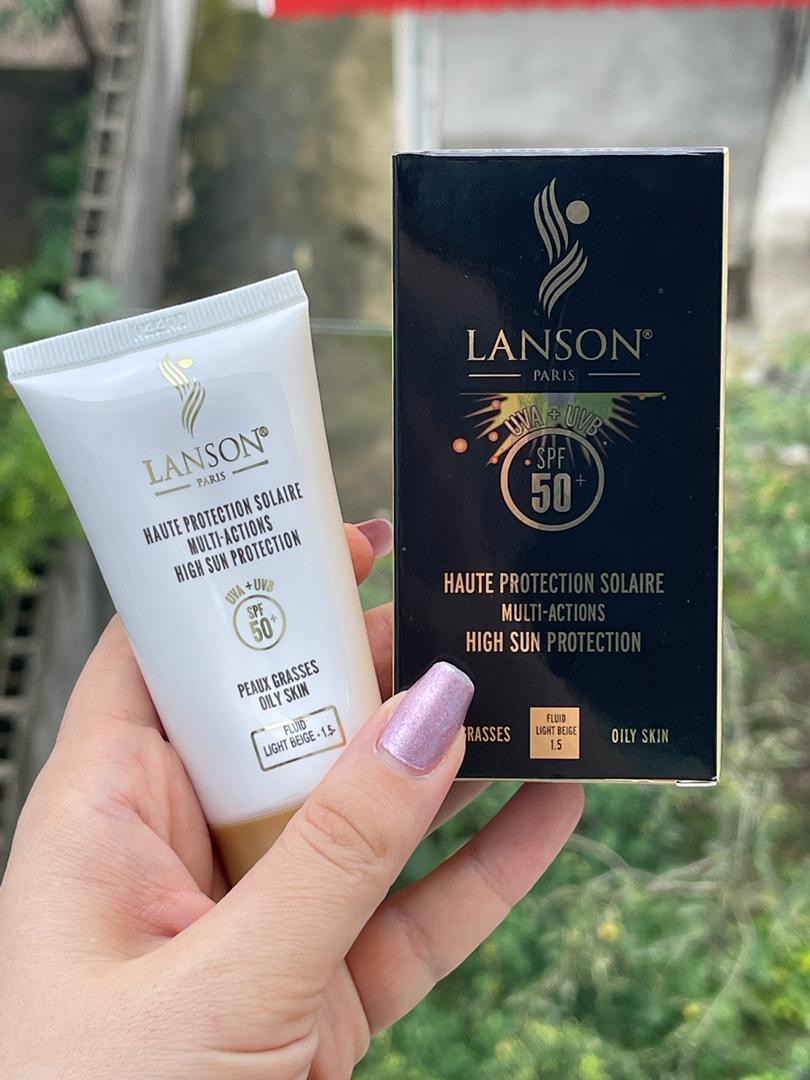 LANSON®
PARIS
HAUTE PROTECTION SOLAIRE
MULTI-ACTIONS
HIGH SUN PROTECTION
UVA + UVB
SPF
50+
PEAUX GRASSES
OILY SKIN
FLUID
LIGHT BEIGE - 1.5-
LANSON®
PARIS
UVA + UVB
SPF
50+
HAUTE PROTECTION SOLAIRE
MULTI-ACTIONS
HIGH SUN PROTECTION
RASSES
FLUID
LIGHT BEIGE
1.5
OILY SKIN